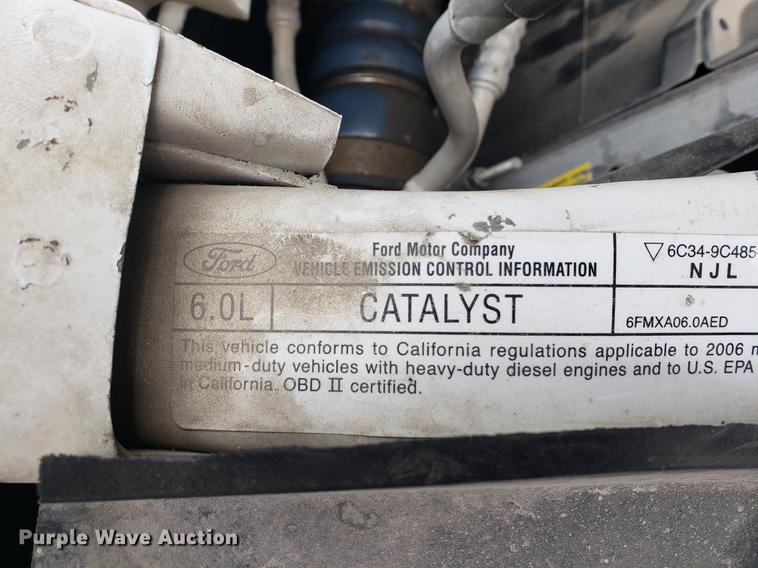 Ford
Ford Motor Company
VEHICLE EMISSION CONTROL INFORMATION
6C34-9C485-
NJL
6.0L
CATALYST
6FMXA06.0AED
This vehicle conforms to California regulations applicable to 2006 m
medium-duty vehicles with heavy-duty diesel engines and to U.S. EPA
in California. OBD II certified.
Purple Wave Auction